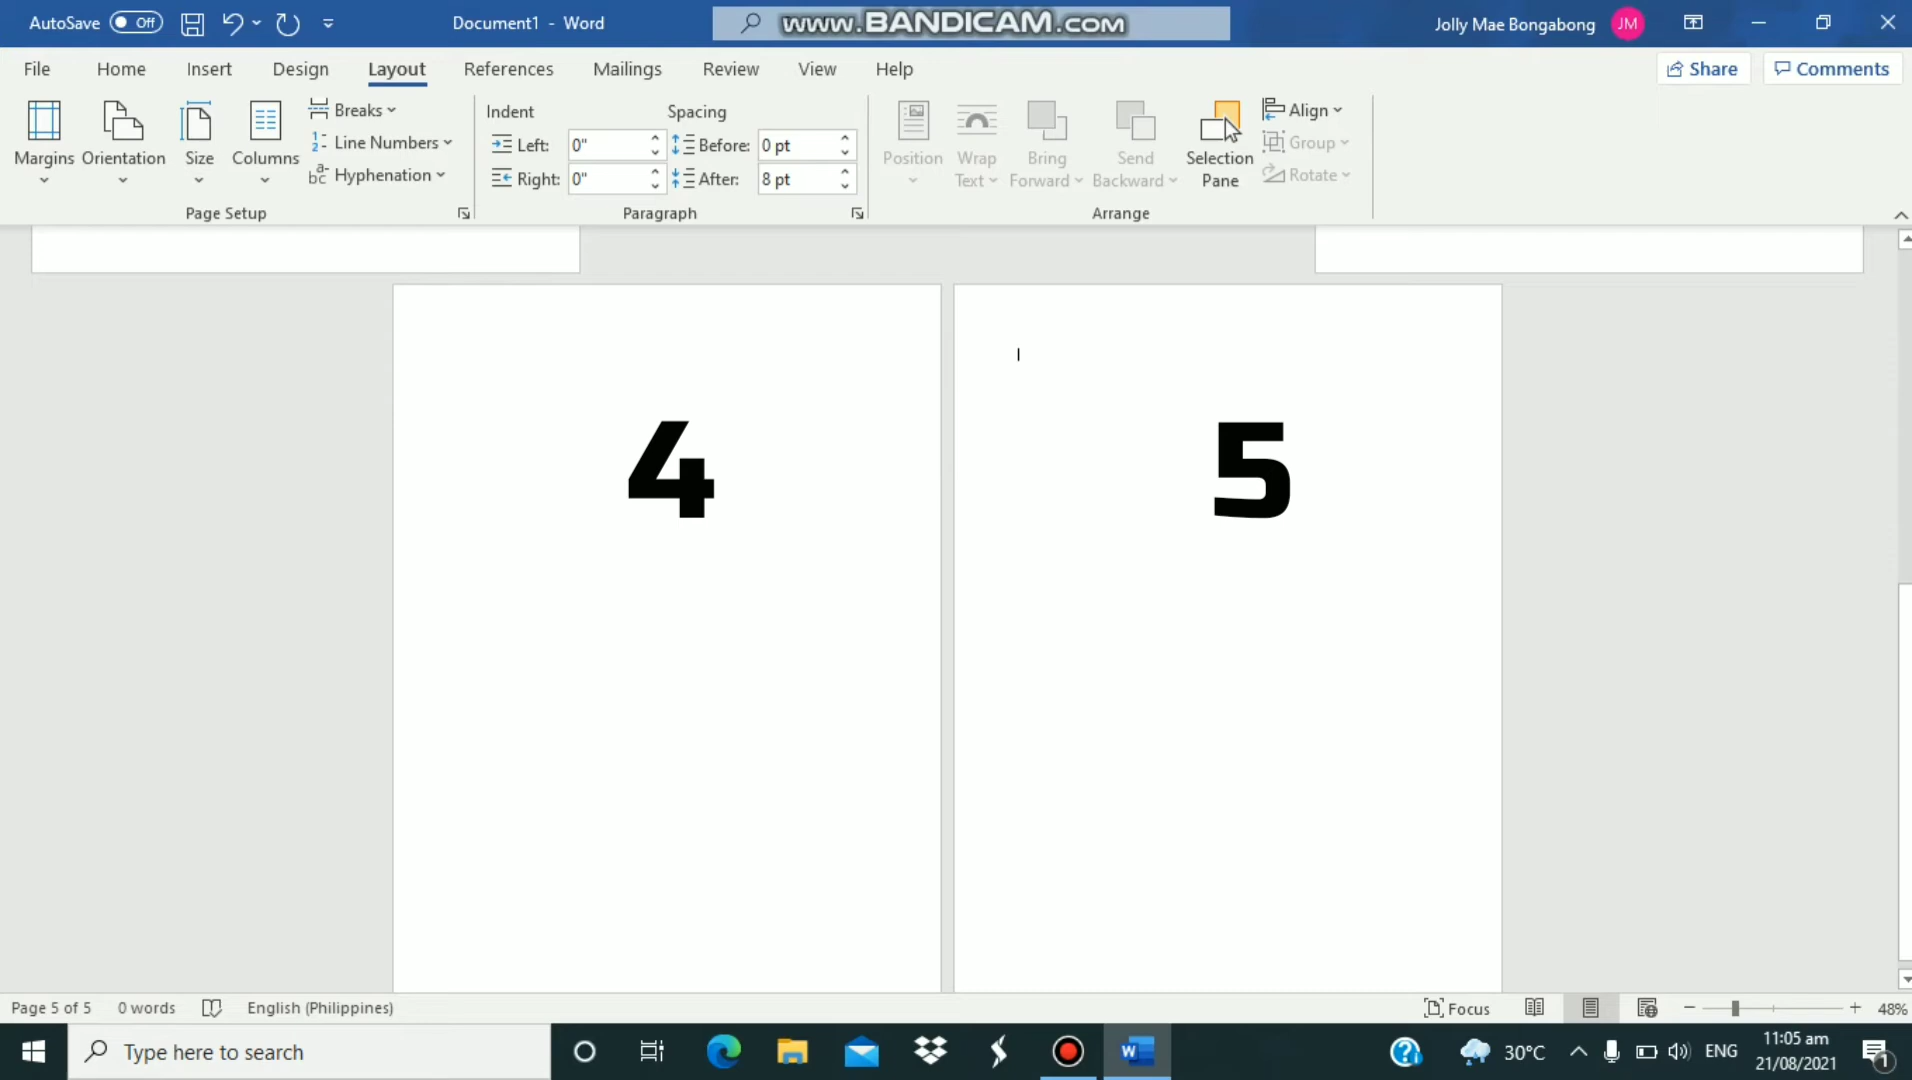 AutoSave Off Document1 - Word www.BANDICAM.com Jolly Mae Bongabong JM
File Home Insert Design Layout References Mailings Review View Help Share Comments
Margins Orientation Size Columns
Breaks
Line Numbers
Hyphenation
Page Setup
Indent Spacing
Left: 0" Before: 0 pt
Right: 0" After: 8 pt
Paragraph
Position Wrap Text Bring Forward Send Backward Selection Pane
Align
Group
Rotate
Arrange
4 5
Page 5 of 5 0 words English (Philippines) Focus 48%
Type here to search 30°C ENG 11:05 am
21/08/2021 1